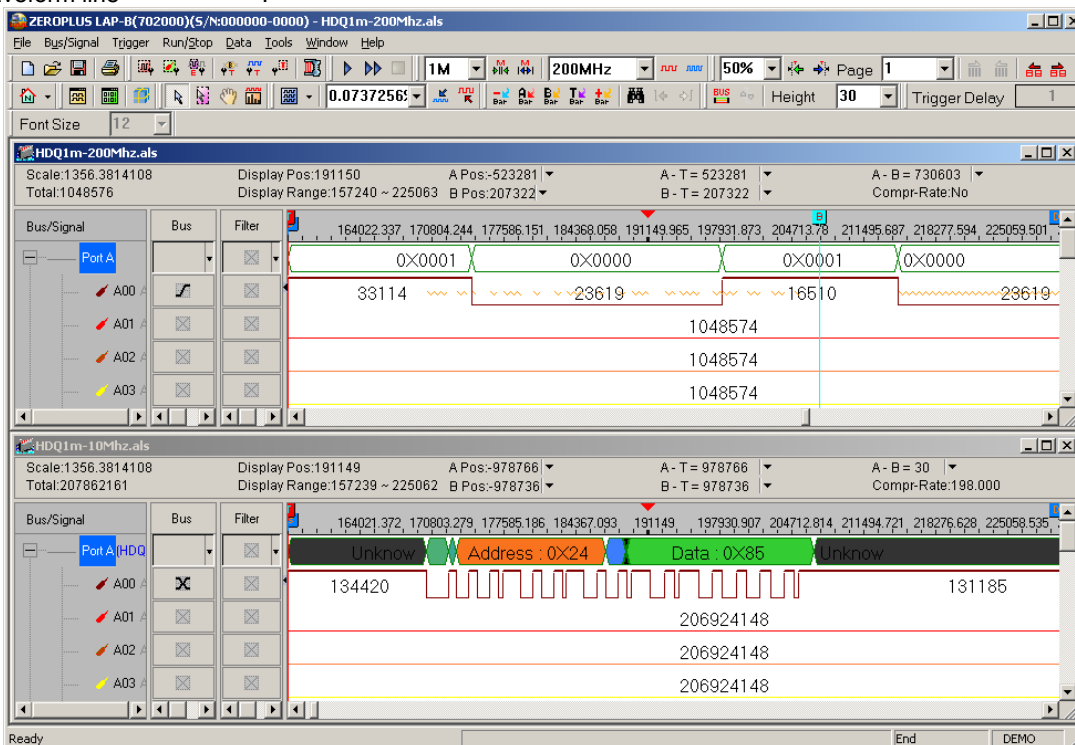 ZEROPLUS LAP-B(702000)(S/N:000000-0000) - HDQ1m-200Mhz.als
File Bus/Signal Trigger Run/Stop Data Tools Window Help
1M 200MHz 50% Page 1
Bar Bar Bar Bar Bar BUS Height 30 Trigger Delay 1
Font Size 12
HDQ1m-200Mhz.als
Scale:1356.3814108 Display Pos:191150 A Pos:-523281 A - T = 523281 A - B = 730603
Total:1048576 Display Range:157240 ~ 225063 B Pos:207322 B - T = 207322 Compr-Rate:No
Bus/Signal Bus Filter 164022.337 170804.244 177586.151 184368.058 191149.965 197931.873 204713.78 211495.687 218277.594 225059.501
B
Port A 0X0001 0X0000 0X0001 0X0000
A00 33114 23619 16510 23619
A01 1048574
A02 1048574
A03 1048574
HDQ1m-10Mhz.als
Scale:1356.3814108 Display Pos:191149 A Pos:-978766 A - T = 978766 A - B = 30
Total:207862161 Display Range:157239 ~ 225062 B Pos:-978736 B - T = 978736 Compr-Rate:198.000
Bus/Signal Bus Filter 164021.372 170803.279 177585.186 184367.093 191149 197930.907 204712.814 211494.721 218276.628 225058.535
Port A(HDQ Unknow Address : 0X24 Data : 0X85 Unknow
A00 134420 131185
A01 206924148
A02 206924148
A03 206924148
Ready End DEMO